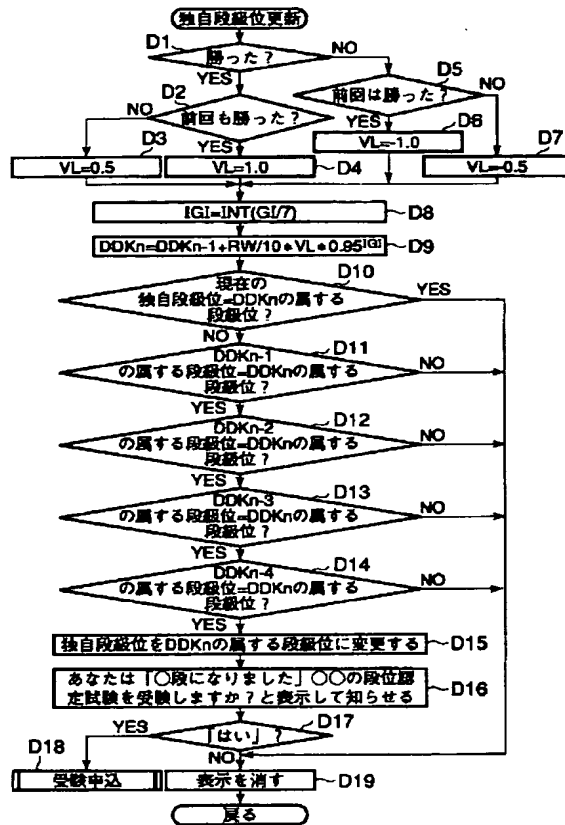 独自段級位更新
D1
勝った?
NO
YES
D2
前回も勝った?
NO
YES
D5
前回は勝った?
NO
YES
D3
VL=0.5
VL=1.0
D4
D6
VL=-1.0
D7
VL=-0.5
IGI=INT(GI/7)
D8
DDKn=DDKn-1+RW/10*VL*0.95^IGI
D9
D10
現在の
独自段級位=DDKnの属する
段級位?
YES
NO
D11
DDKn-1
の属する段級位=DDKnの属する
段級位?
NO
YES
D12
DDKn-2
の属する段級位=DDKnの属する
段級位?
NO
YES
D13
DDKn-3
の属する段級位=DDKnの属する
段級位?
NO
YES
D14
DDKn-4
の属する段級位=DDKnの属する
段級位?
NO
YES
独自段級位をDDKnの属する段級位に変更する
D15
あなたは「〇段になりました」〇〇の段位認
定試験を受験しますか?と表示して知らせる
D16
D17
「はい」?
YES
NO
D18
受験申込
表示を消す
D19
戻る